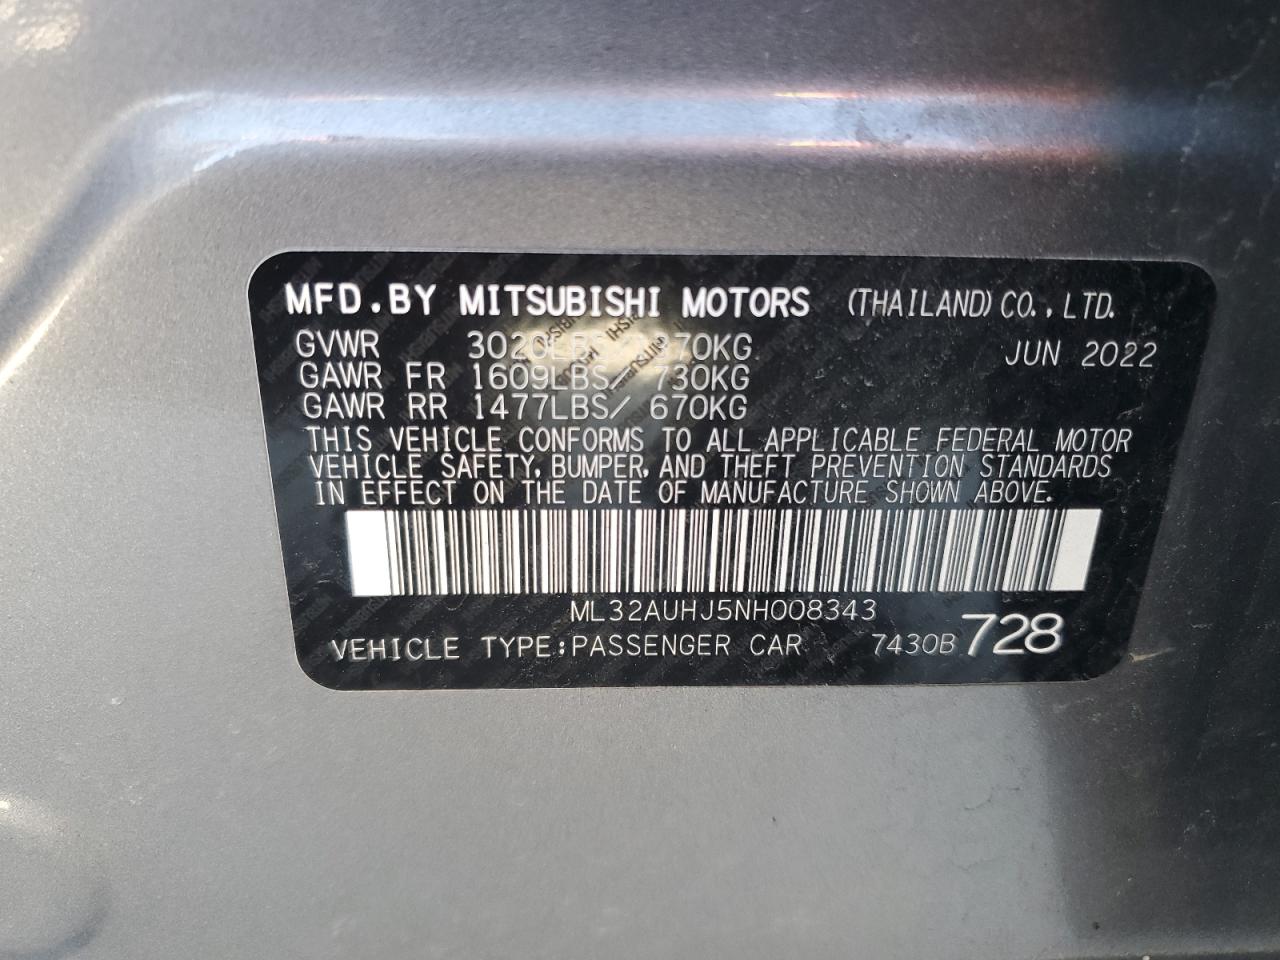 MFD.BY MITSUBISHI MOTORS (THAILAND)CO.,LTD.
GVWR 3020LBS/1370KG JUN 2022
GAWR FR 1609LBS/ 730KG
GAWR RR 1477LBS/ 670KG
THIS VEHICLE CONFORMS TO ALL APPLICABLE FEDERAL MOTOR
VEHICLE SAFETY, BUMPER, AND THEFT PREVENTION STANDARDS
IN EFFECT ON THE DATE OF MANUFACTURE SHOWN ABOVE.
ML32AUHJ5NH008343
VEHICLE TYPE:PASSENGER CAR 7430B 728